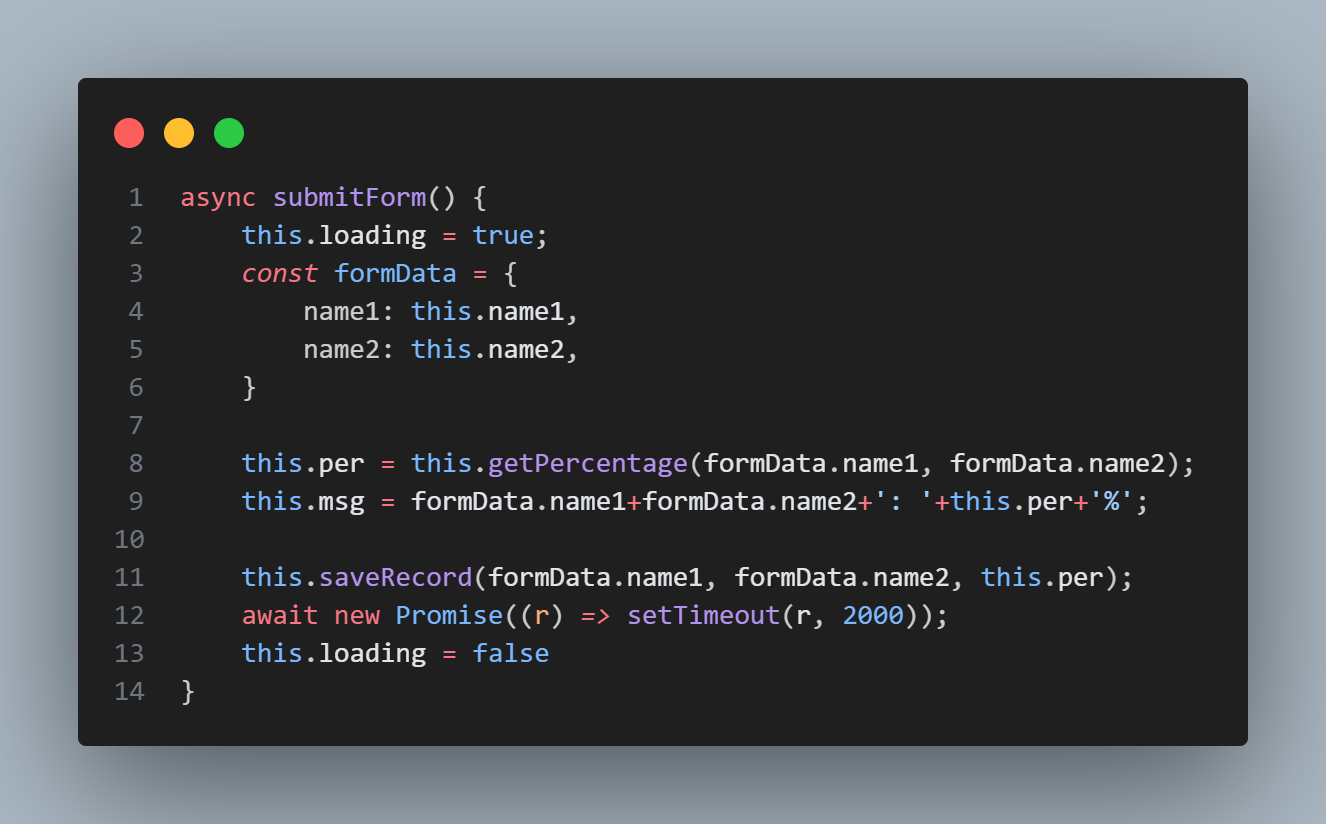 1 async submitForm() {
2     this.loading = true;
3     const formData = {
4         name1: this.name1,
5         name2: this.name2,
6     }
7
8     this.per = this.getPercentage(formData.name1, formData.name2);
9     this.msg = formData.name1+formData.name2+': '+this.per+'%';
10
11     this.saveRecord(formData.name1, formData.name2, this.per);
12     await new Promise((r) => setTimeout(r, 2000));
13     this.loading = false
14 }